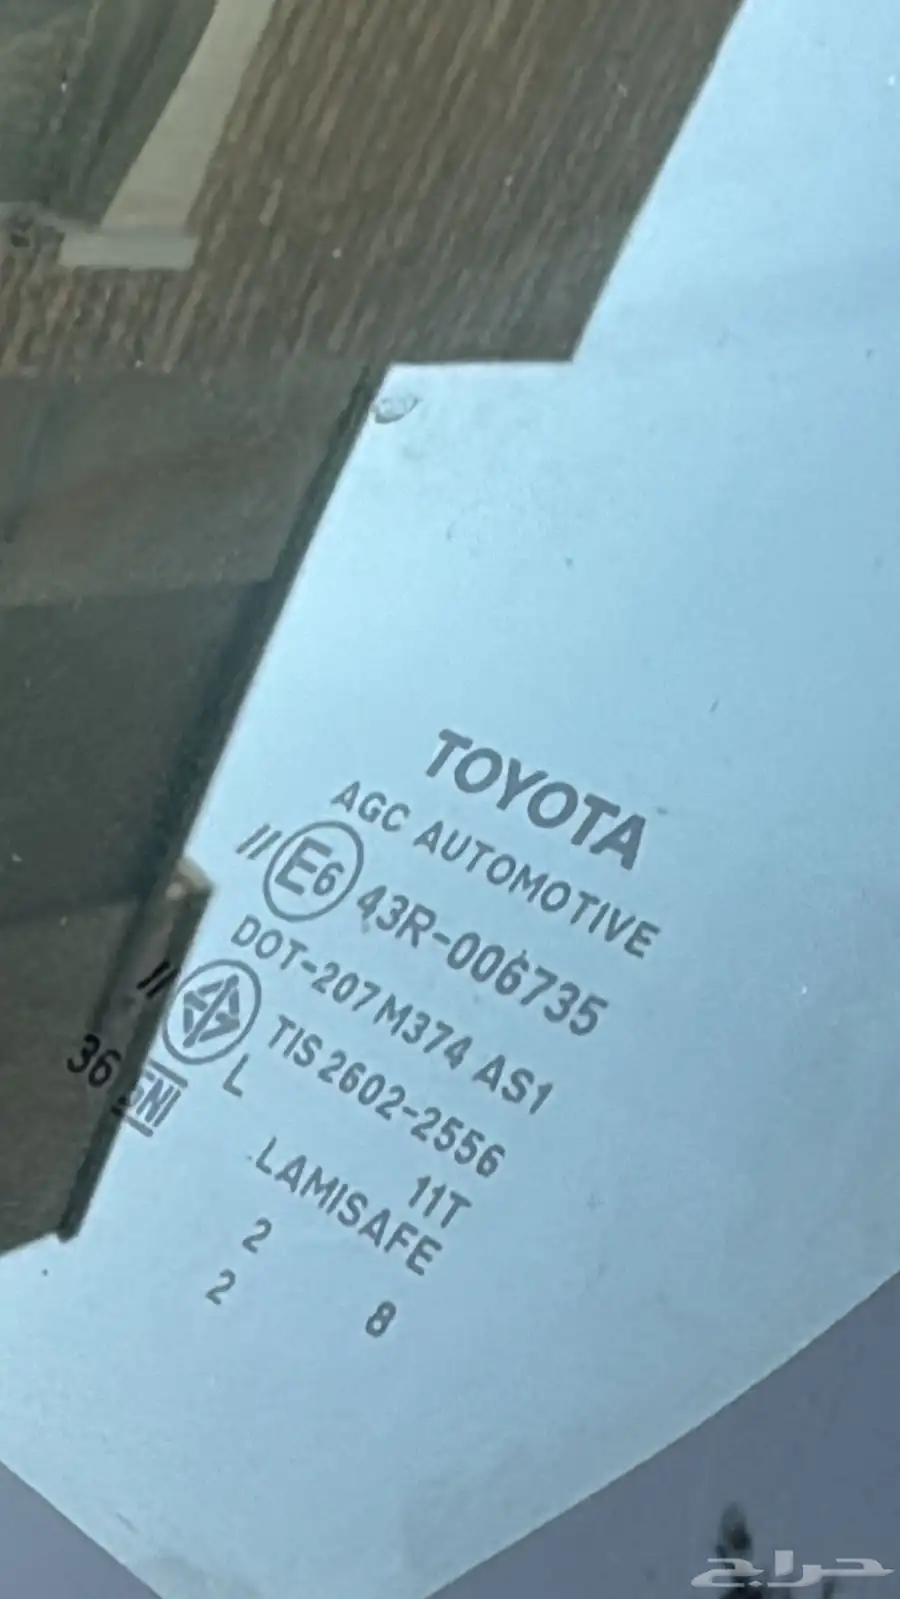 TOYOTA
AGC AUTOMOTIVE
// E6 43R-006735
DOT-207 M374 AS1
// TIS 2602-2556
36 SNI L 11T
LAMISAFE
2
2 8
حراج